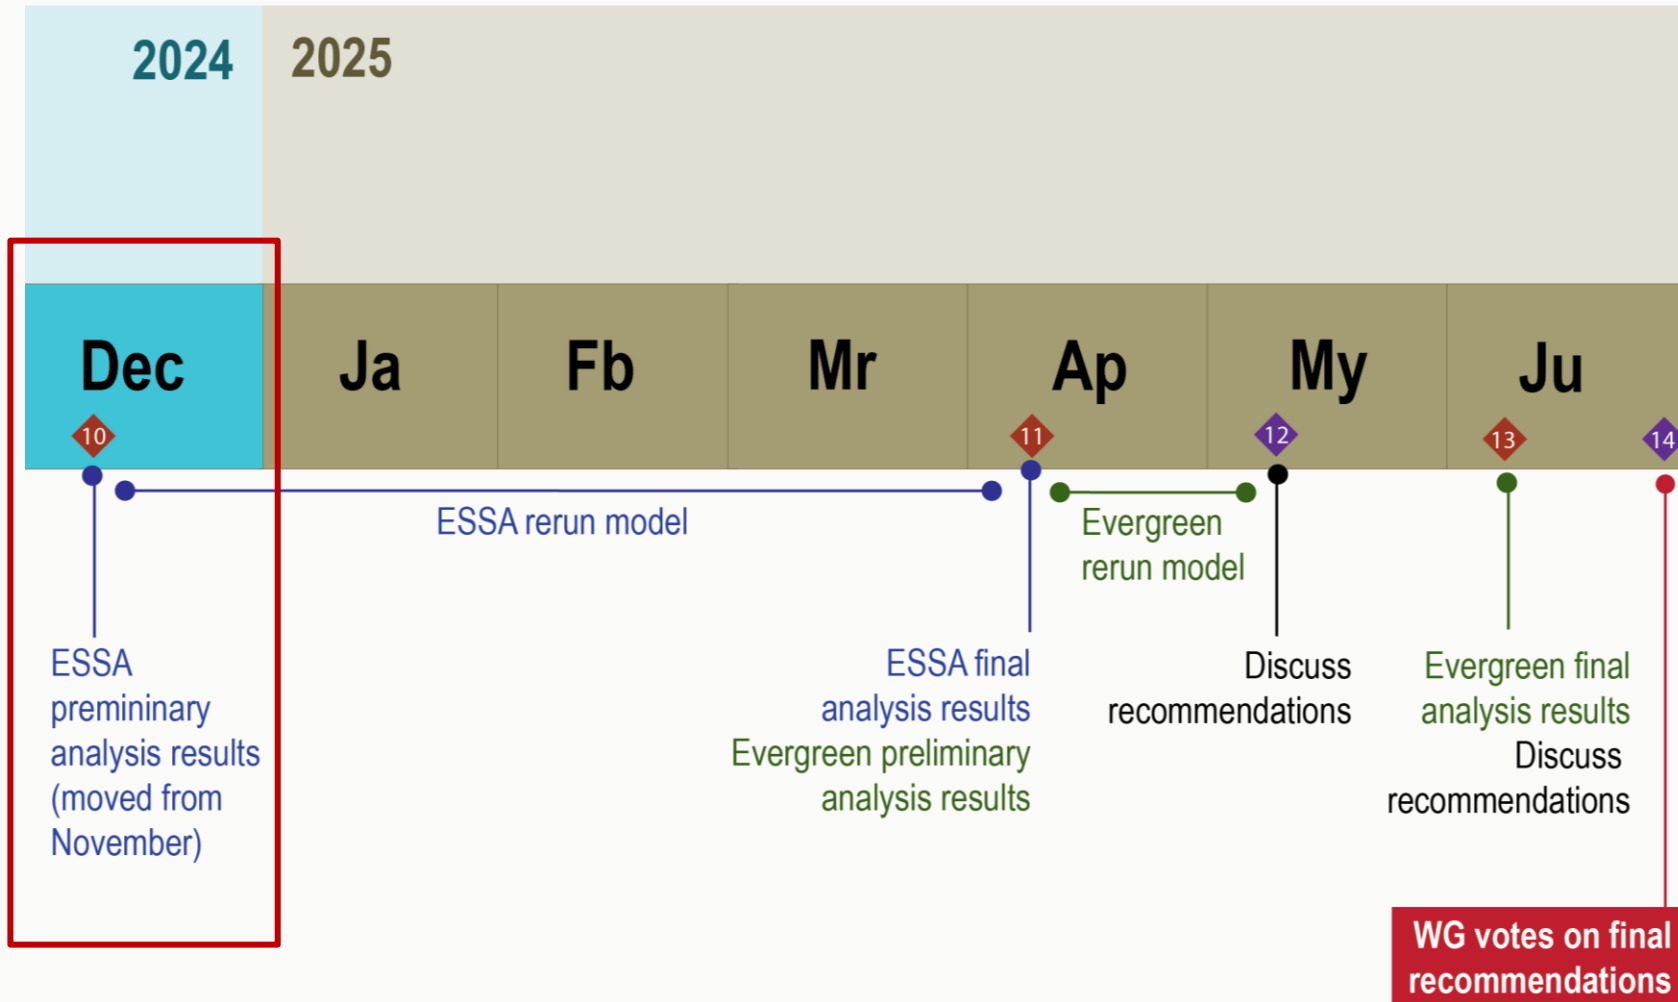 2024
2025
Dec
Ja
Fb
Mr
Ap
My
Ju
10
11
12
13
14
ESSA rerun model
Evergreen
rerun model
ESSA
premininary
analysis results
(moved from
November)
ESSA final
analysis results
Evergreen preliminary
analysis results
Discuss
recommendations
Evergreen final
analysis results
Discuss
recommendations
WG votes on final
recommendations